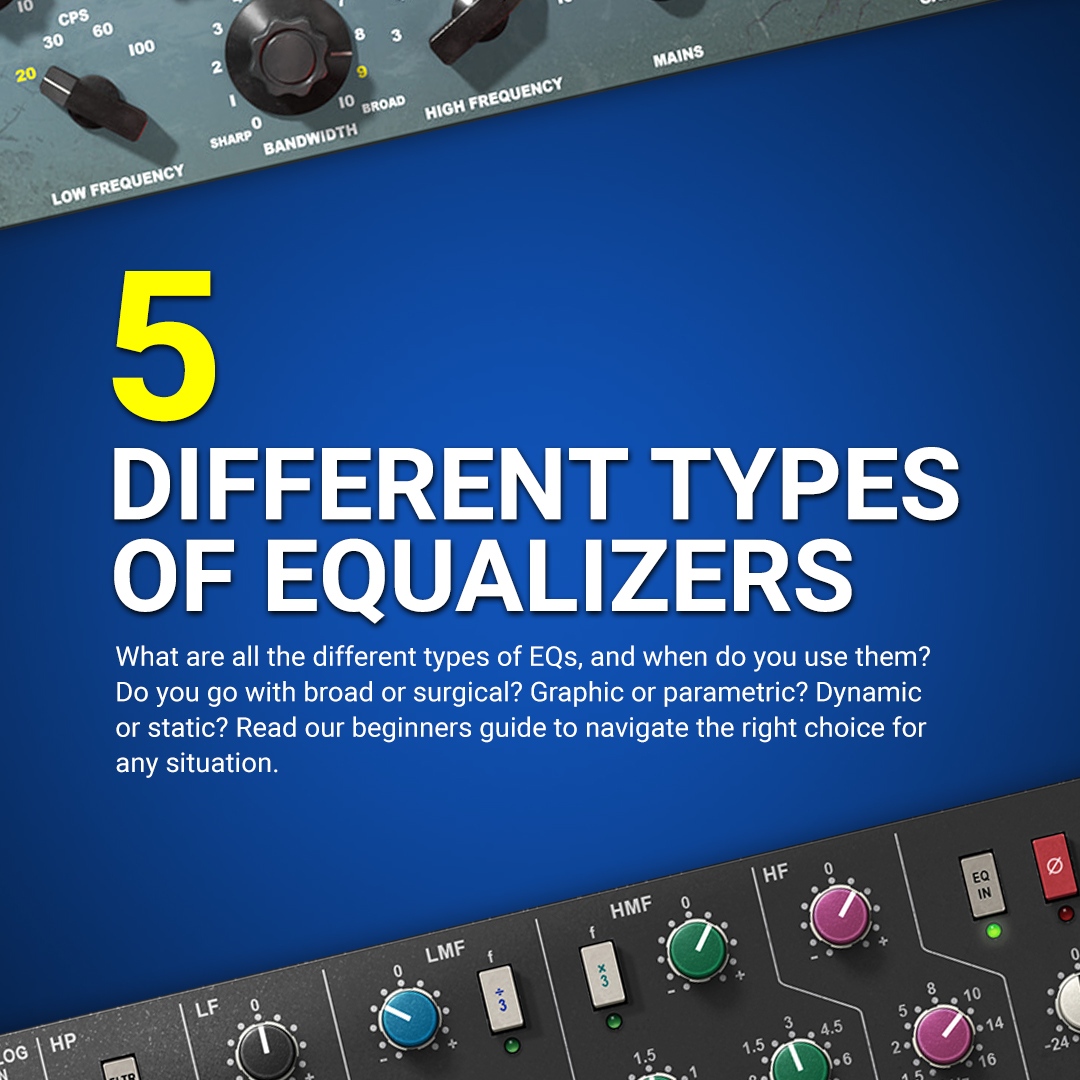 10
CPS
30
60
100
20
3
2
1
0
8
9
10
SHARP
BROAD
BANDWIDTH
LOW FREQUENCY
3
HIGH FREQUENCY
MAINS
5
DIFFERENT TYPES
OF EQUALIZERS
What are all the different types of EQs, and when do you use them?
Do you go with broad or surgical? Graphic or parametric? Dynamic
or static? Read our beginners guide to navigate the right choice for
any situation.
HP
LF
0
+
LMF
0
- +
f
÷
3
HMF
f
×
3
0
- +
HF
0
- +
EQ
IN
Ø
1.5
1
1.5
3
4.5
6
2
5
8
10
14
16
1.5
0
-24